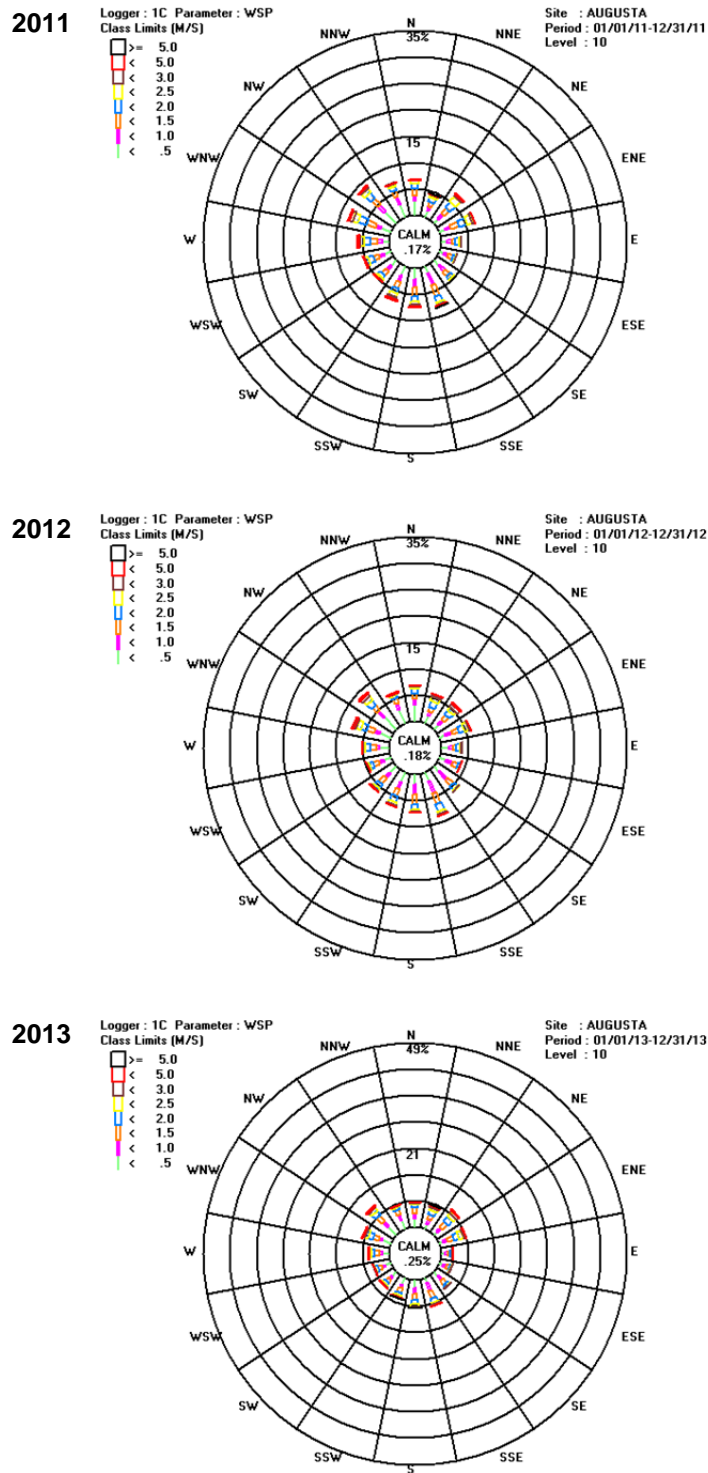 2011
Logger : 1C Parameter : WSP
Class Limits (M/S)
>= 5.0
< 5.0
< 3.0
< 2.5
< 2.0
< 1.5
< 1.0
< .5
Site : AUGUSTA
Period : 01/01/11-12/31/11
Level : 10
N
35%
NNW
NNE
NW
NE
15
WNW
ENE
CALM
.17%
W
E
WSW
ESE
SW
SE
SSW
SSE
S
2012
Logger : 1C Parameter : WSP
Class Limits (M/S)
>= 5.0
< 5.0
< 3.0
< 2.5
< 2.0
< 1.5
< 1.0
< .5
Site : AUGUSTA
Period : 01/01/12-12/31/12
Level : 10
N
35%
NNW
NNE
NW
NE
15
WNW
ENE
CALM
.18%
W
E
WSW
ESE
SW
SE
SSW
SSE
S
2013
Logger : 1C Parameter : WSP
Class Limits (M/S)
>= 5.0
< 5.0
< 3.0
< 2.5
< 2.0
< 1.5
< 1.0
< .5
Site : AUGUSTA
Period : 01/01/13-12/31/13
Level : 10
N
49%
NNW
NNE
NW
NE
21
WNW
ENE
CALM
.25%
W
E
WSW
ESE
SW
SE
SSW
SSE
S